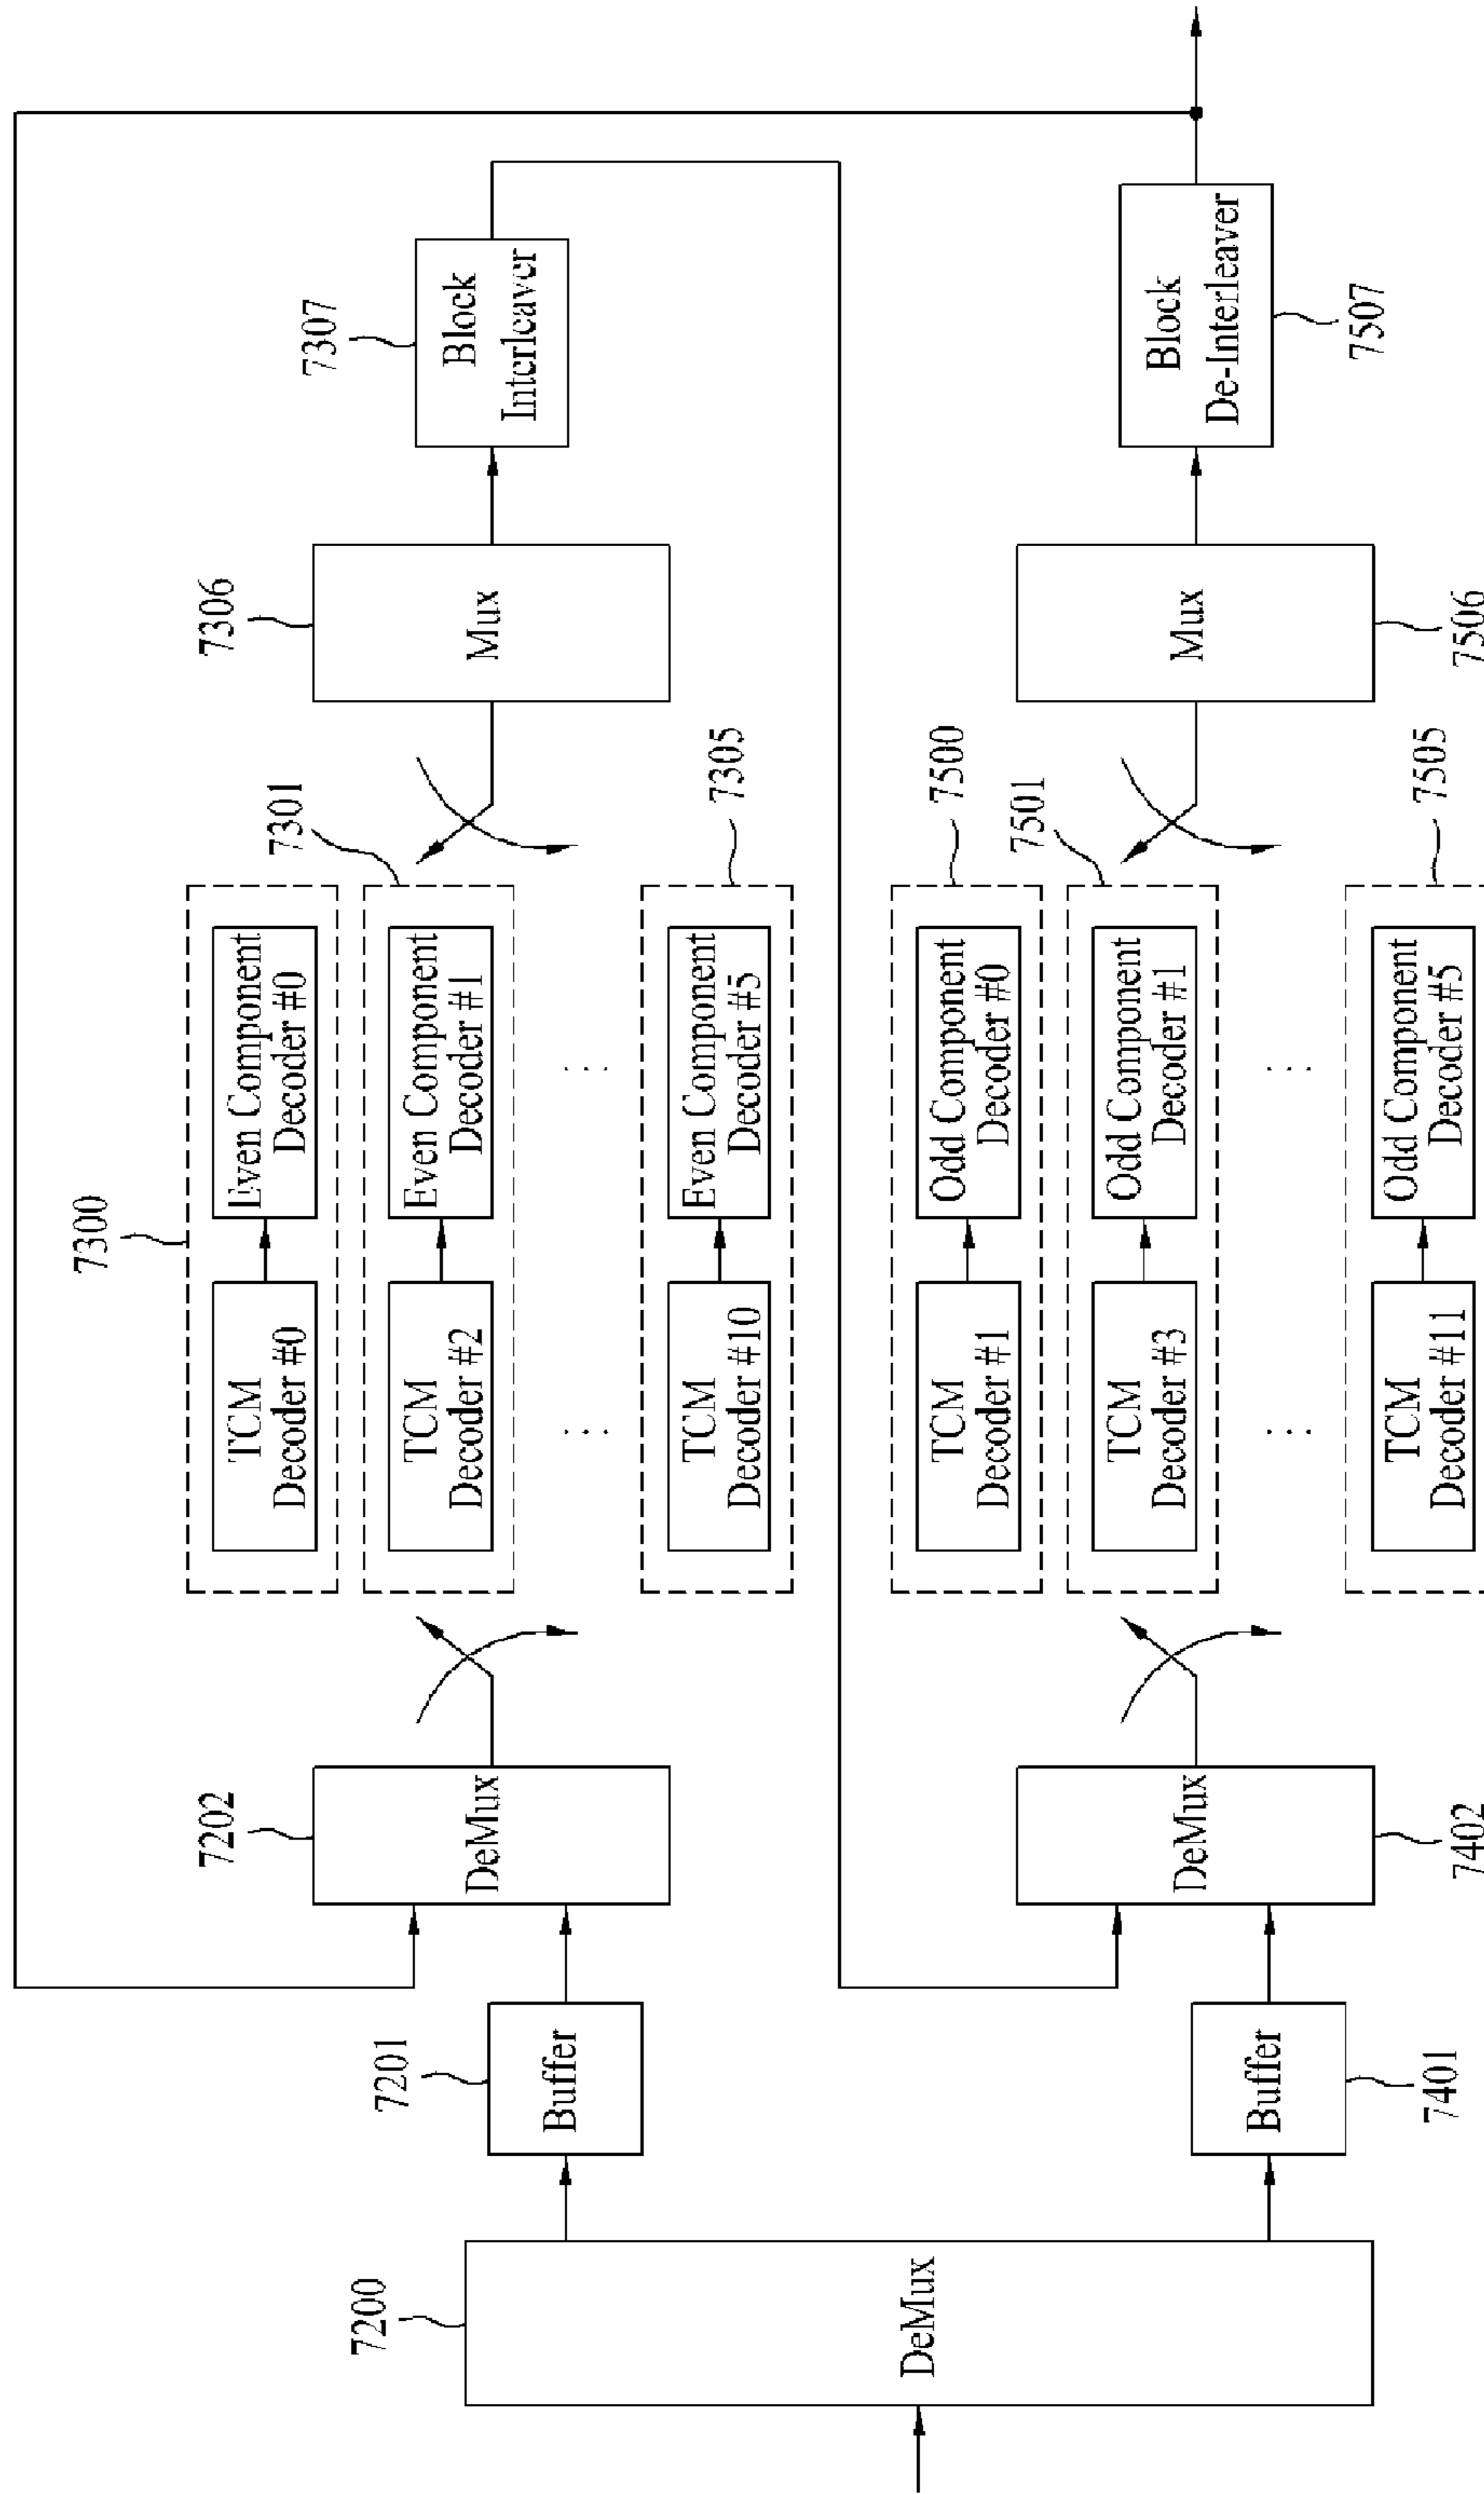 7200
DeMux
7201
Buffer
7202
DeMux
7300
TCM
Decoder #0
Even Component
Decoder #0
7301
TCM
Decoder #2
Even Component
Decoder #1
. . .
. . .
7305
TCM
Decoder #10
Even Component
Decoder #5
7306
Mux
7307
Block
Interleaver
7401
Buffer
7402
DeMux
7500
TCM
Decoder #1
Odd Component
Decoder #0
7501
TCM
Decoder #3
Odd Component
Decoder #1
. . .
. . .
7505
TCM
Decoder #11
Odd Component
Decoder #5
7506
Mux
7507
Block
De-Interleaver